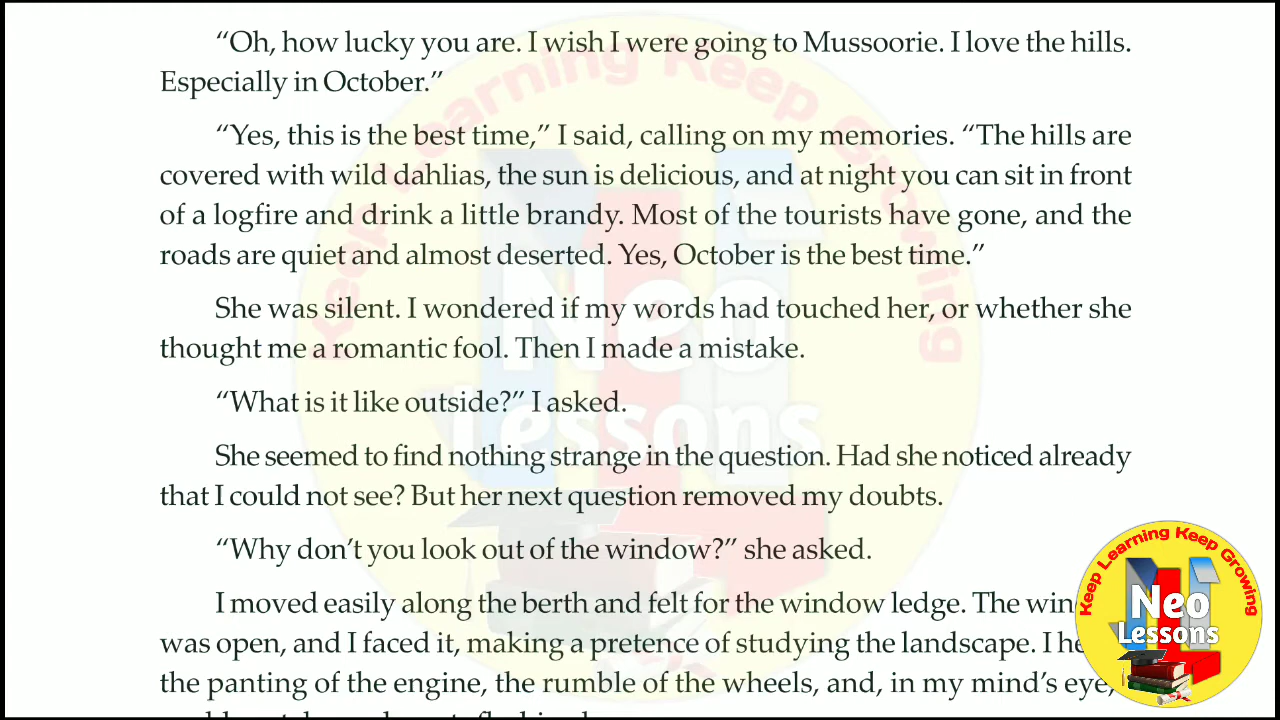 “Oh, how lucky you are. I wish I were going to Mussoorie. I love the hills.
Especially in October.”
“Yes, this is the best time,” I said, calling on my memories. “The hills are
covered with wild dahlias, the sun is delicious, and at night you can sit in front
of a logfire and drink a little brandy. Most of the tourists have gone, and the
roads are quiet and almost deserted. Yes, October is the best time.”
She was silent. I wondered if my words had touched her, or whether she
thought me a romantic fool. Then I made a mistake.
“What is it like outside?” I asked.
She seemed to find nothing strange in the question. Had she noticed already
that I could not see? But her next question removed my doubts.
“Why don’t you look out of the window?” she asked.
I moved easily along the berth and felt for the window ledge. The
was open, and I faced it, making a pretence of studying the landscape. I
the panting of the engine, the rumble of the wheels, and, in my mind’s eye,
Keep Learning Keep Growing
Neo
Lessons
Keep Learning Keep Growing
Neo
Lessons